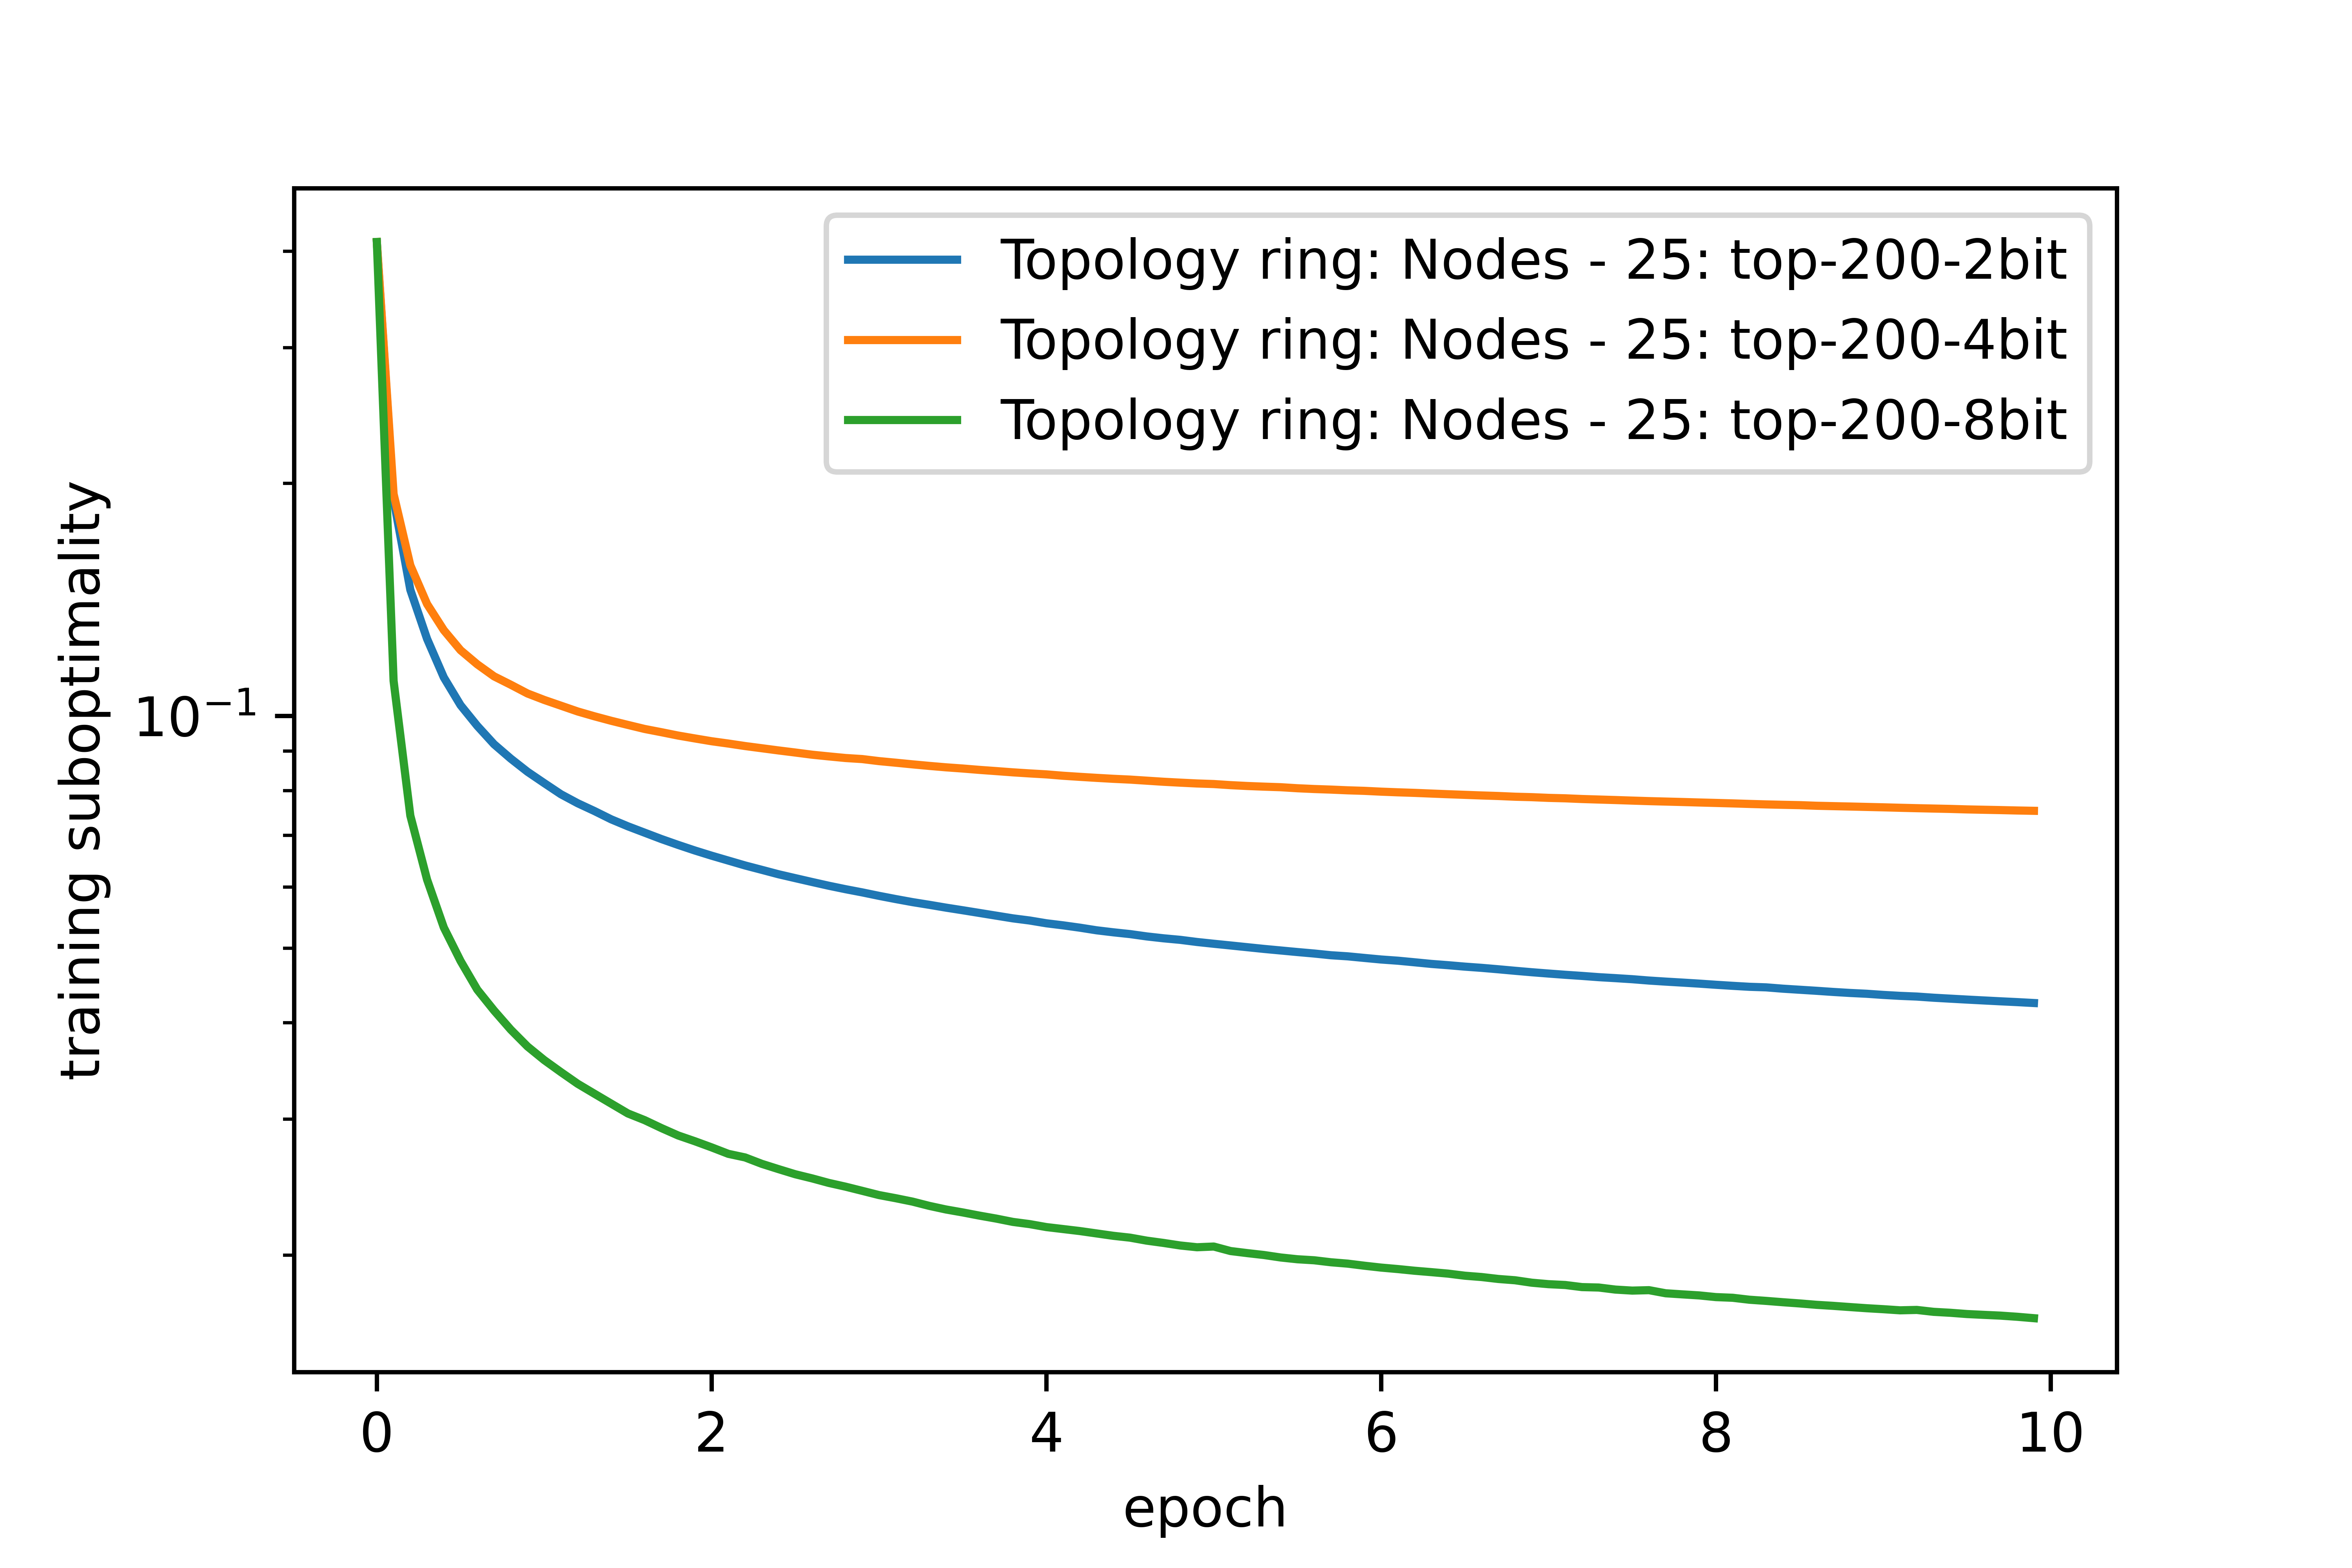 Topology ring: Nodes - 25: top-200-2bit
Topology ring: Nodes - 25: top-200-4bit
Topology ring: Nodes - 25: top-200-8bit
training suboptimality
10⁻¹
0 2 4 6 8 10
epoch